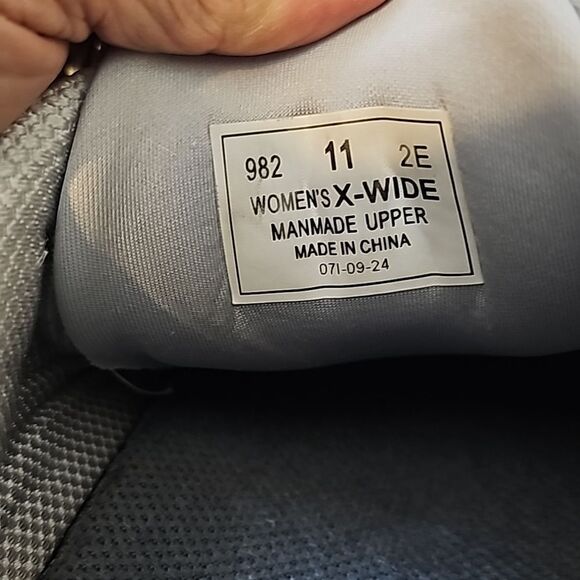 982 11 2E
WOMEN'S X-WIDE
MANMADE UPPER
MADE IN CHINA
07I-09-24